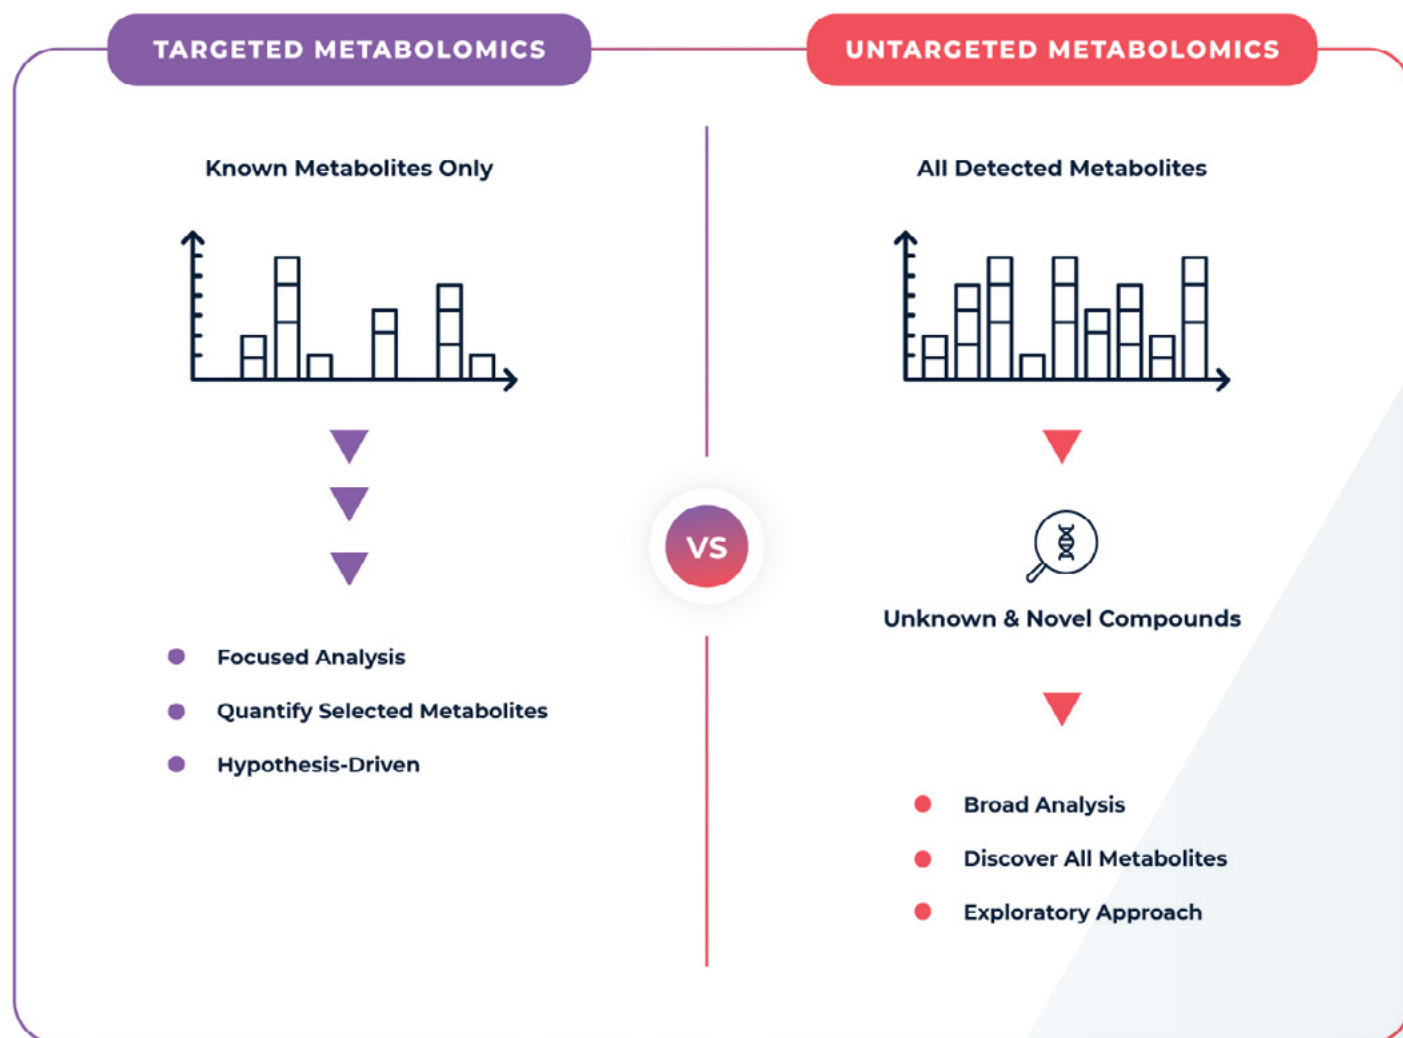 TARGETED METABOLOMICS
UNTARGETED METABOLOMICS
Known Metabolites Only
All Detected Metabolites
VS
Unknown & Novel Compounds
Focused Analysis
Quantify Selected Metabolites
Hypothesis-Driven
Broad Analysis
Discover All Metabolites
Exploratory Approach